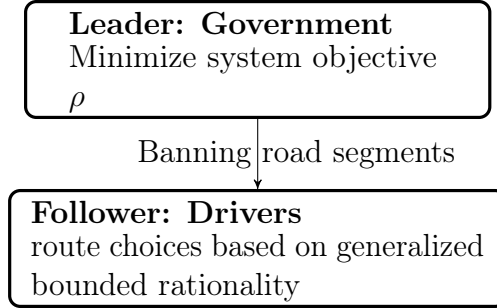 Leader: Government
Minimize system objective
ρ
Banning road segments
Follower: Drivers
route choices based on generalized
bounded rationality